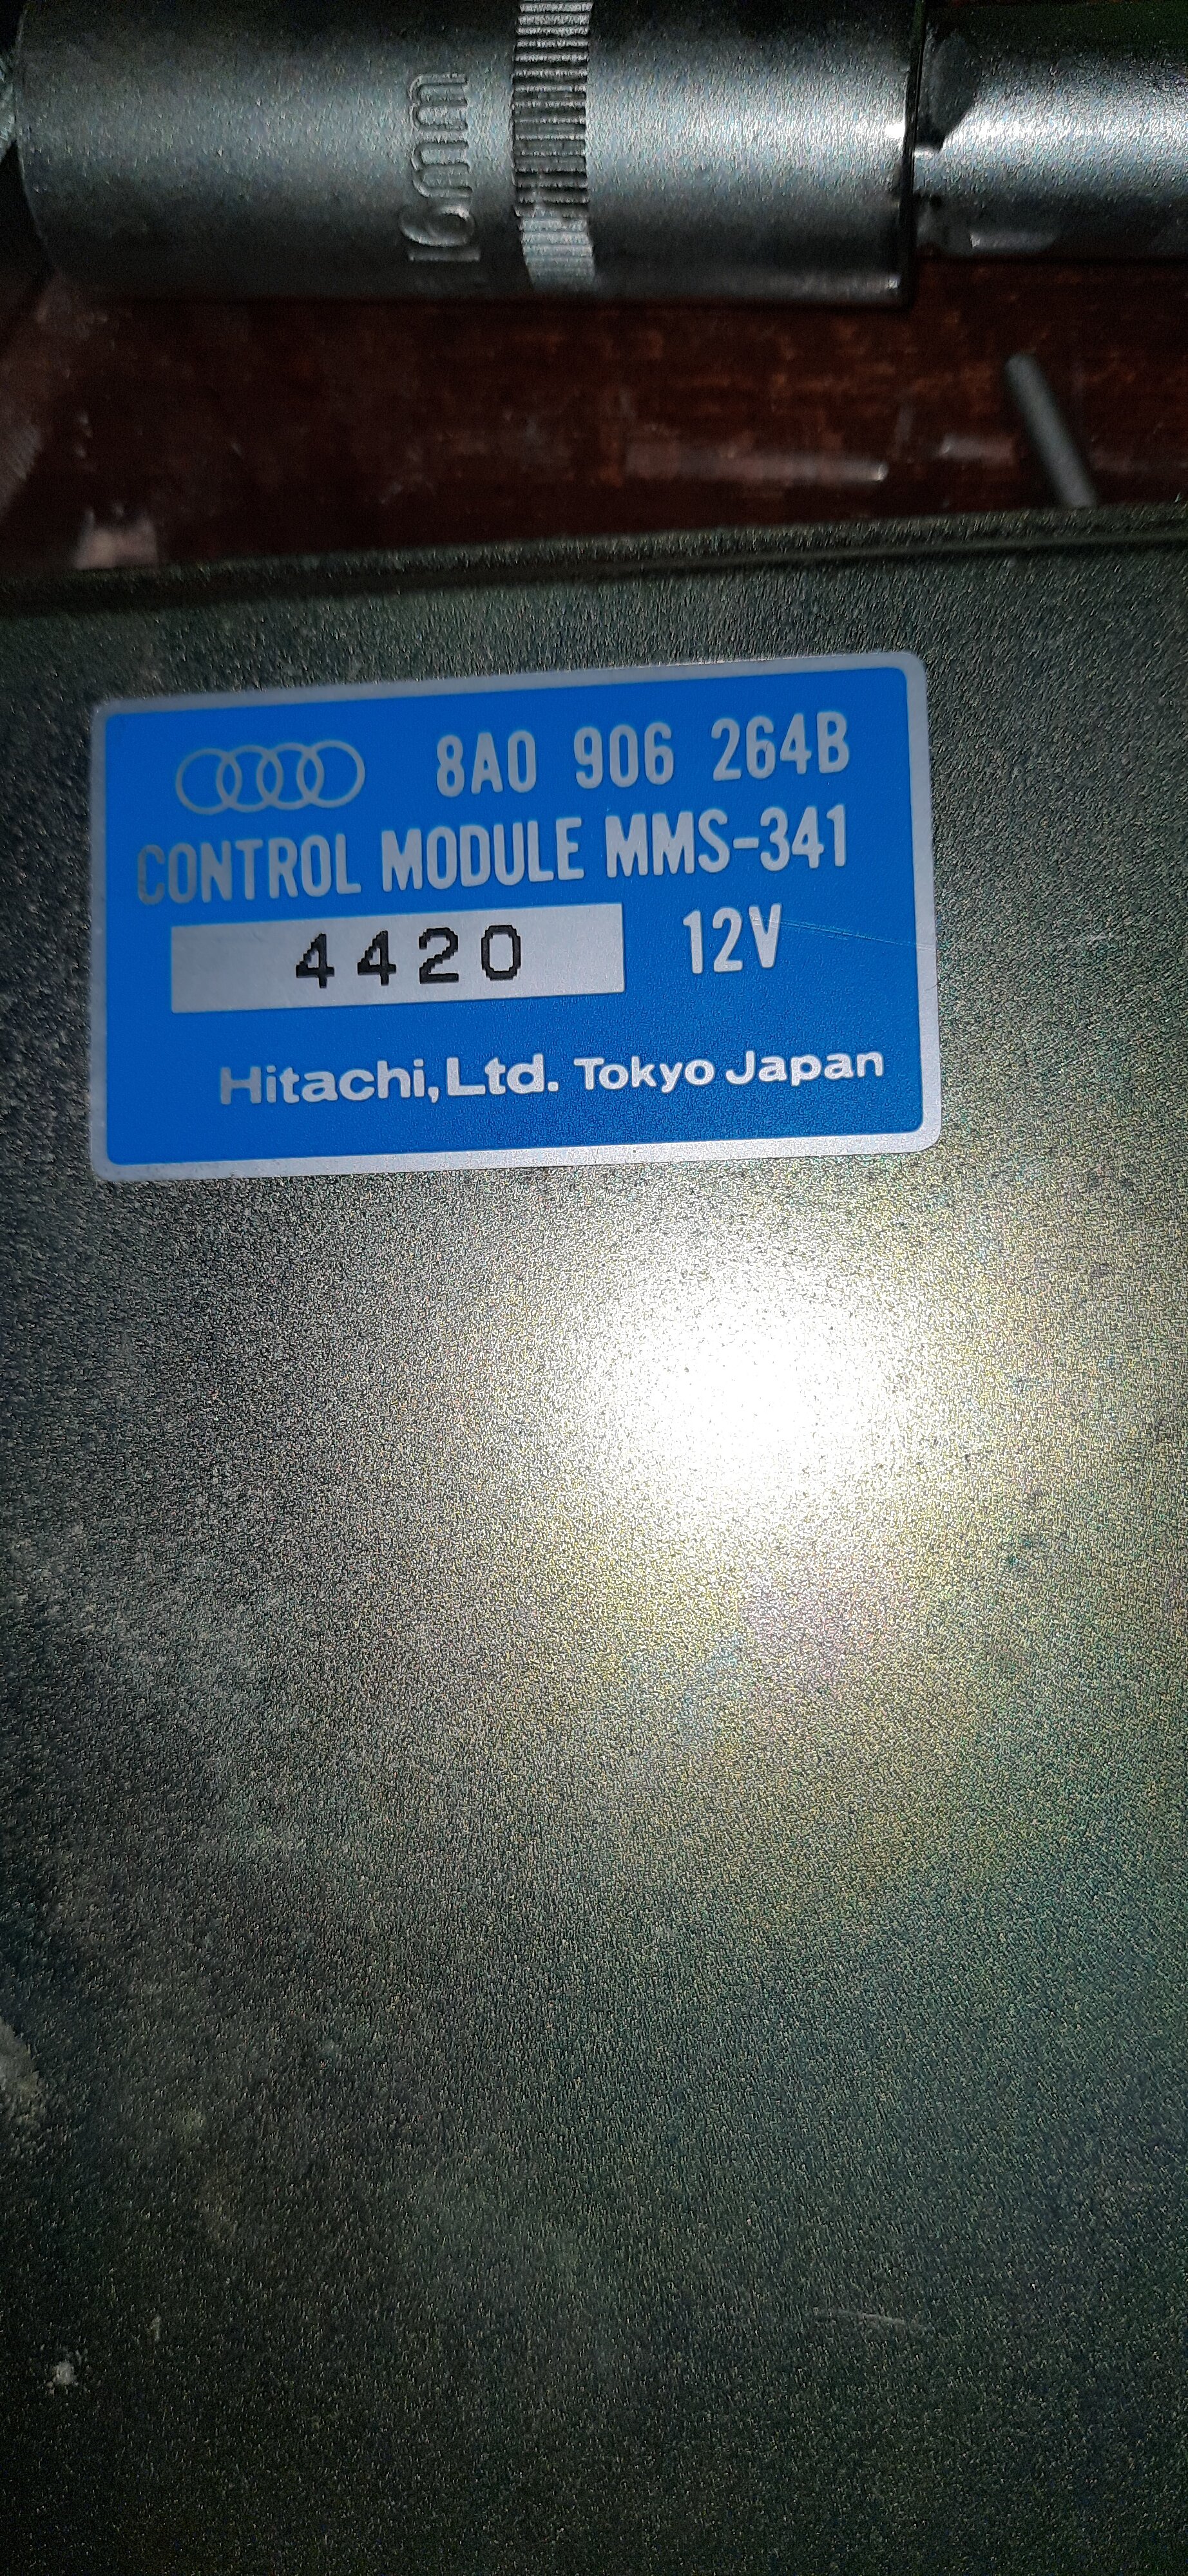 16mm
8A0 906 264B
CONTROL MODULE MMS-341
4420 12V
Hitachi, Ltd. Tokyo Japan